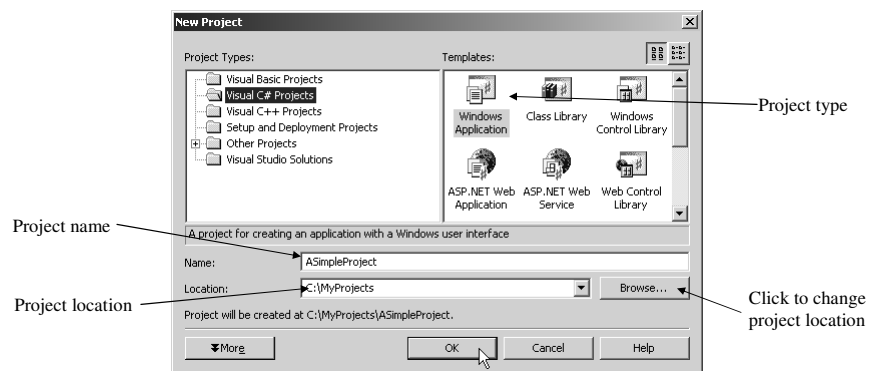 New Project
Project Types:
Templates:
Visual Basic Projects
Visual C# Projects
Visual C++ Projects
Setup and Deployment Projects
Other Projects
Visual Studio Solutions
Windows Application
Class Library
Windows Control Library
ASP.NET Web Application
ASP.NET Web Service
Web Control Library
Project type
A project for creating an application with a Windows user interface
Project name
Name:
ASimpleProject
Project location
Location:
C:\MyProjects
Browse...
Click to change
project location
Project will be created at C:\MyProjects\ASimpleProject.
More
OK
Cancel
Help